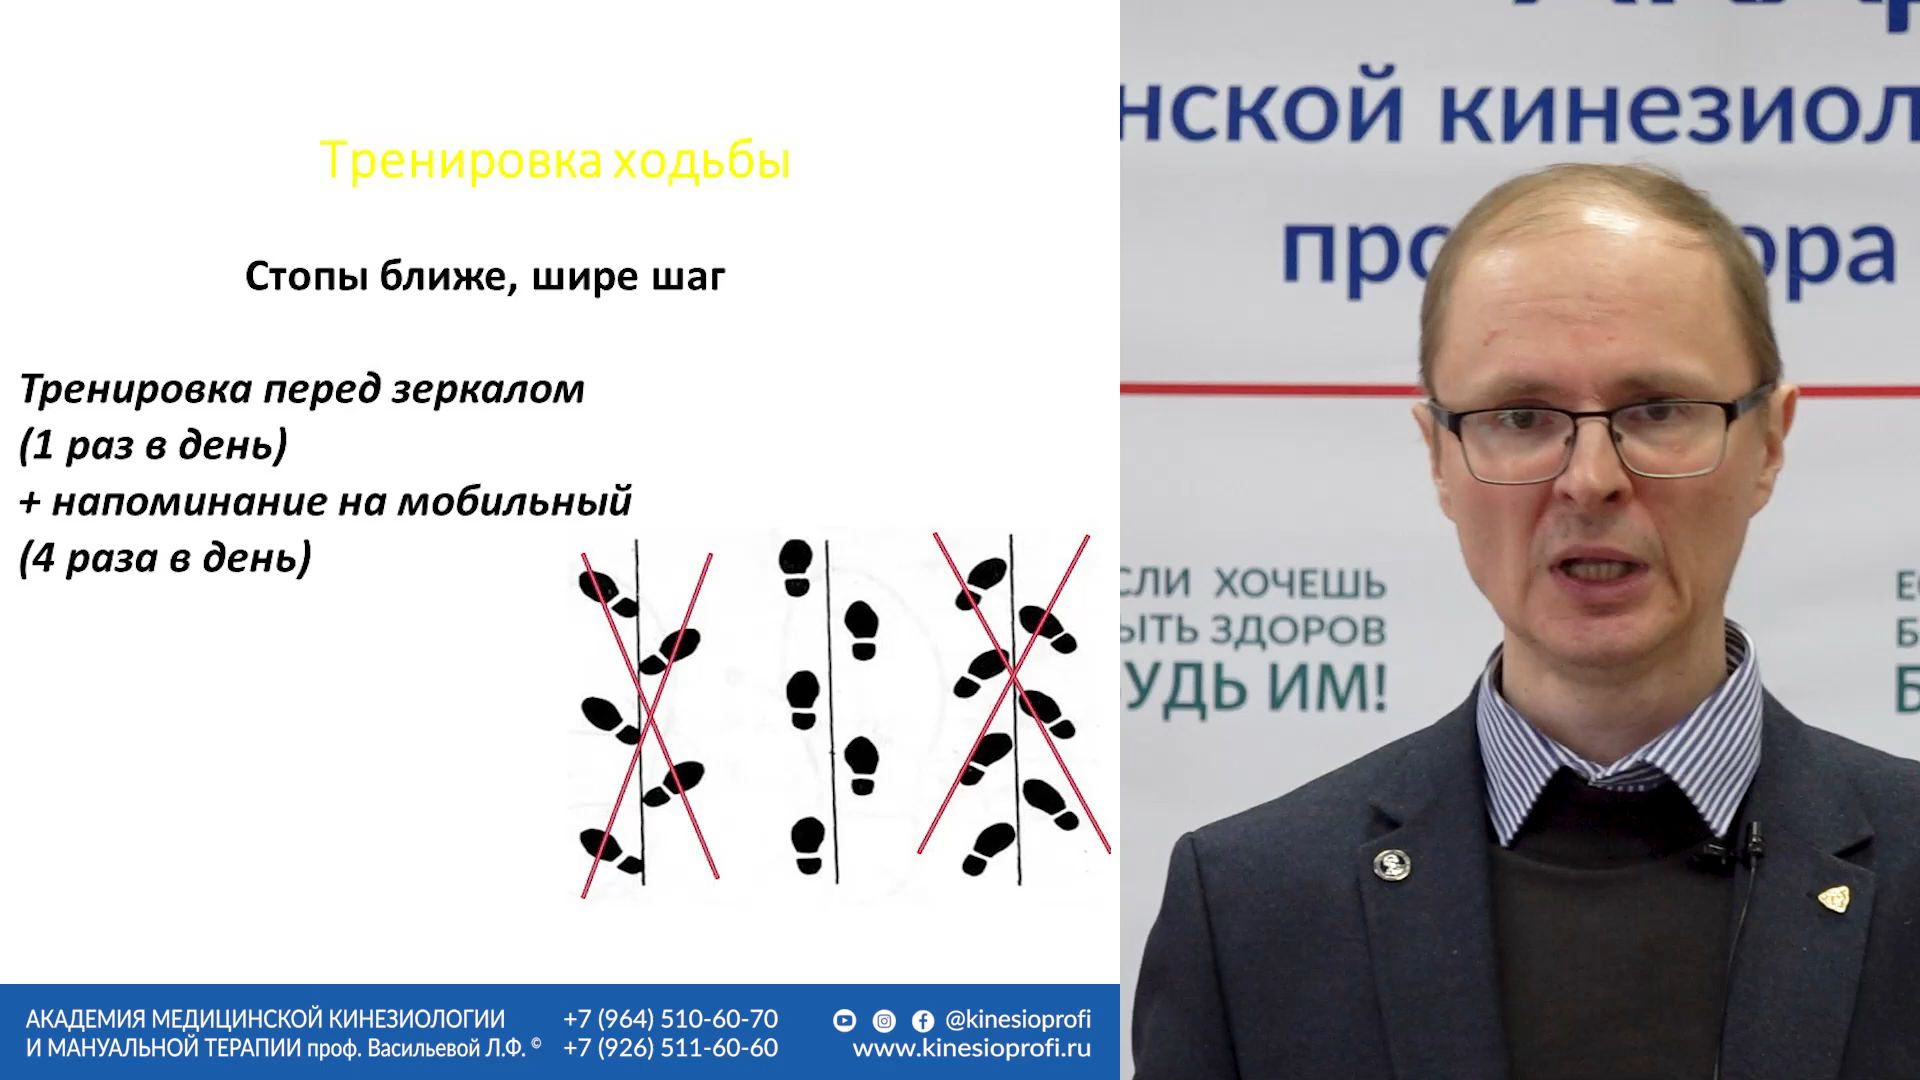 Тренировка ходьбы
Стопы ближе, шире шаг
Тренировка перед зеркалом
(1 раз в день)
+ напоминание на мобильный
(4 раза в день)
АКАДЕМИЯ МЕДИЦИНСКОЙ КИНЕЗИОЛОГИИ
И МАНУАЛЬНОЙ ТЕРАПИИ проф. Васильевой Л.Ф. ©
+7 (964) 510-60-70
+7 (926) 511-60-60
@kinesioprofi
www.kinesioprofi.ru
нской кинезиол
про ора
СЛИ ХОЧЕШЬ
ЫТЬ ЗДОРОВ
УДЬ ИМ!